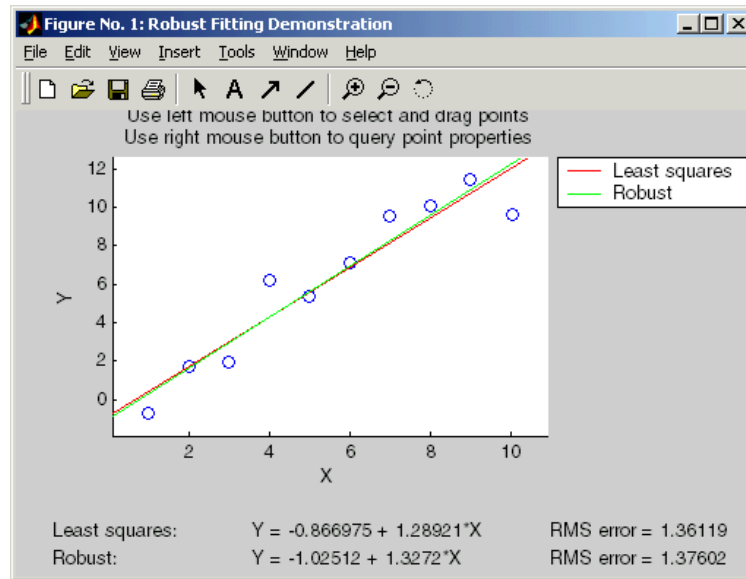 Figure No. 1: Robust Fitting Demonstration
File Edit View Insert Tools Window Help
A
Use left mouse button to select and drag points
Use right mouse button to query point properties
12
10
8
6
4
2
0
Y
2 4 6 8 10
X
Least squares
Robust
Least squares: Y = -0.866975 + 1.28921*X RMS error = 1.36119
Robust: Y = -1.02512 + 1.3272*X RMS error = 1.37602